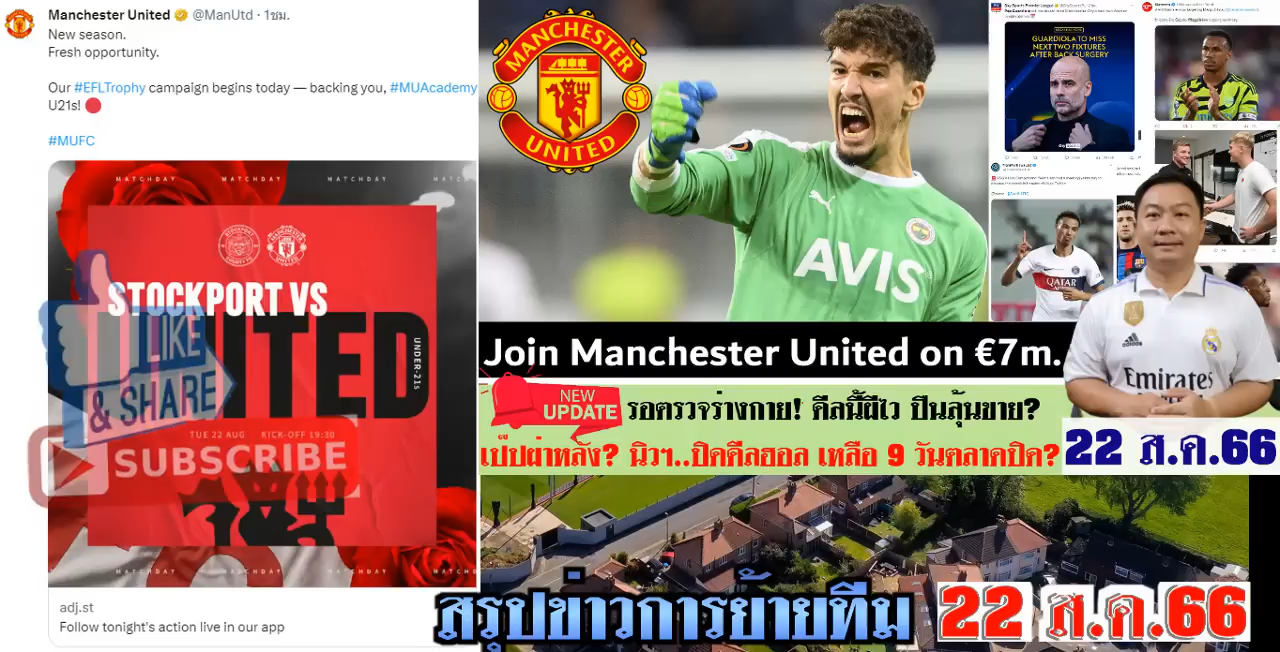 Manchester United @ManUtd · 1ชม.
New season.
Fresh opportunity.
Our #EFLTrophy campaign begins today — backing you, #MUAcademy
U21s!
#MUFC
MATCHDAY MATCHDAY MATCHDAY
STOCKPORT VS
UNITED
UNDER-21s
LIKE
& SHARE
TUE 22 AUG KICK-OFF 19:30
SUBSCRIBE
MATCHDAY MATCHDAY MATCHDAY
adj.st
Follow tonight's action live in our app
MANCHESTER
UNITED
AVIS
GUARDIOLA TO MISS
NEXT TWO FIXTURES
AFTER BACK SURGERY
QATAR
Emirates
Join Manchester United on €7m.
NEW
UPDATE
รอตรวจร่างกาย! ดีลนี้ผีไว ปืนลุ้นขาย?
เป๊ปผ่าหลัง? นิวฯ..ปิดดีลฮอล เหลือ 9 วันตลาดปิด?
22 ส.ค.66
สรุปข่าวการย้ายทีม 22 ส.ค.66